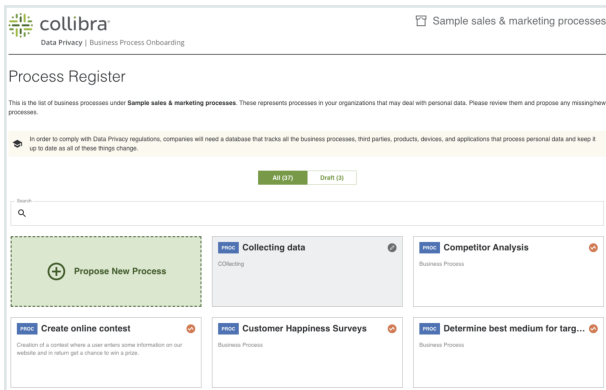 collibra
Sample sales & marketing processes
Data Privacy | Business Process Onboarding
Process Register
This is the list of business processes under Sample sales & marketing processes. These represents processes in your organizations that may deal with personal data. Please review them and propose any missing/new
processes.
In order to comply with Data Privacy regulations, companies will need a database that tracks all the business processes, third parties, products, devices, and applications that process personal data and keep it
up to date as all of these things change.
All (37)
Draft (3)
Search
Propose New Process
PROC Collecting data
COllecting
PROC Competitor Analysis
Business Process
PROC Create online contest
Creation of a contest where a user enters some information on our
website and in return get a chance to win a prize.
PROC Customer Happiness Surveys
Business Process
PROC Determine best medium for targ...
Business Process